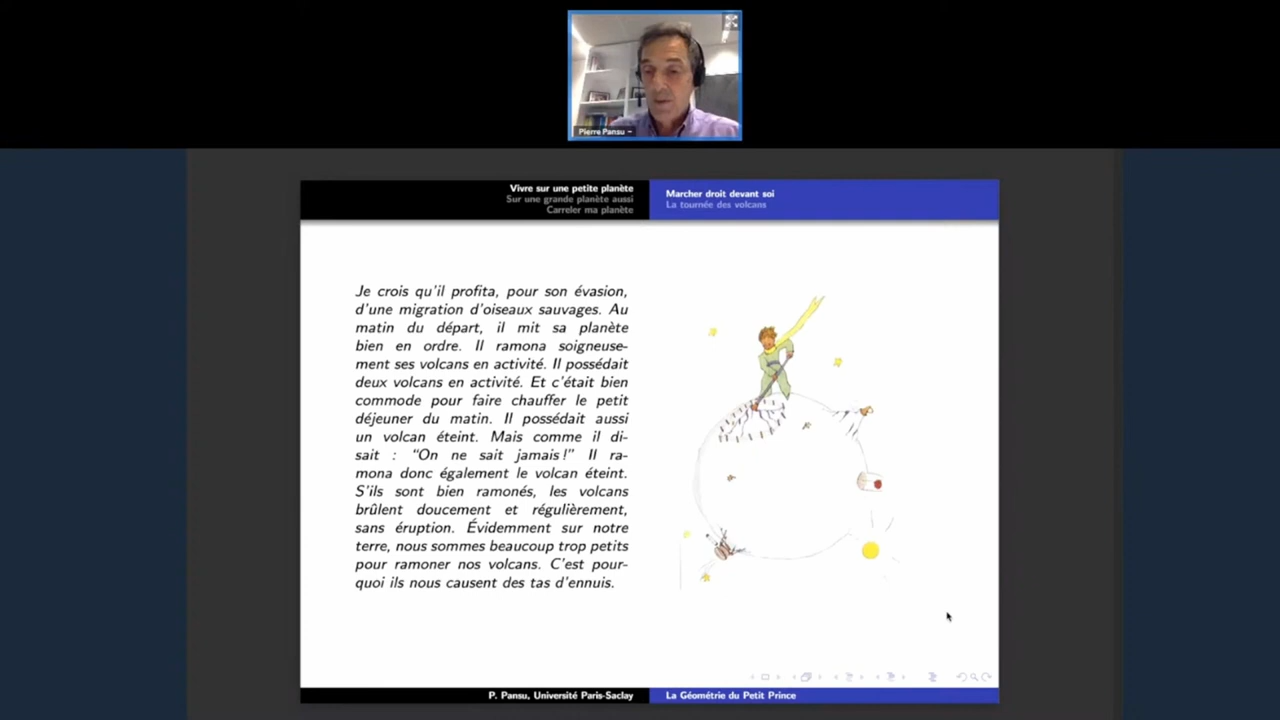 Pierre Pansu
Vivre sur une petite planète
Sur une grande planète aussi
Carreler ma planète
Marcher droit devant soi
La tournée des volcans
Je crois qu'il profita, pour son évasion,
d'une migration d'oiseaux sauvages. Au
matin du départ, il mit sa planète
bien en ordre. Il ramona soigneuse-
ment ses volcans en activité. Il possédait
deux volcans en activité. Et c'était bien
commode pour faire chauffer le petit
déjeuner du matin. Il possédait aussi
un volcan éteint. Mais comme il di-
sait : “On ne sait jamais !” Il ra-
mona donc également le volcan éteint.
S'ils sont bien ramonés, les volcans
brûlent doucement et régulièrement,
sans éruption. Évidemment sur notre
terre, nous sommes beaucoup trop petits
pour ramoner nos volcans. C'est pour-
quoi ils nous causent des tas d'ennuis.
P. Pansu, Université Paris-Saclay
La Géométrie du Petit Prince